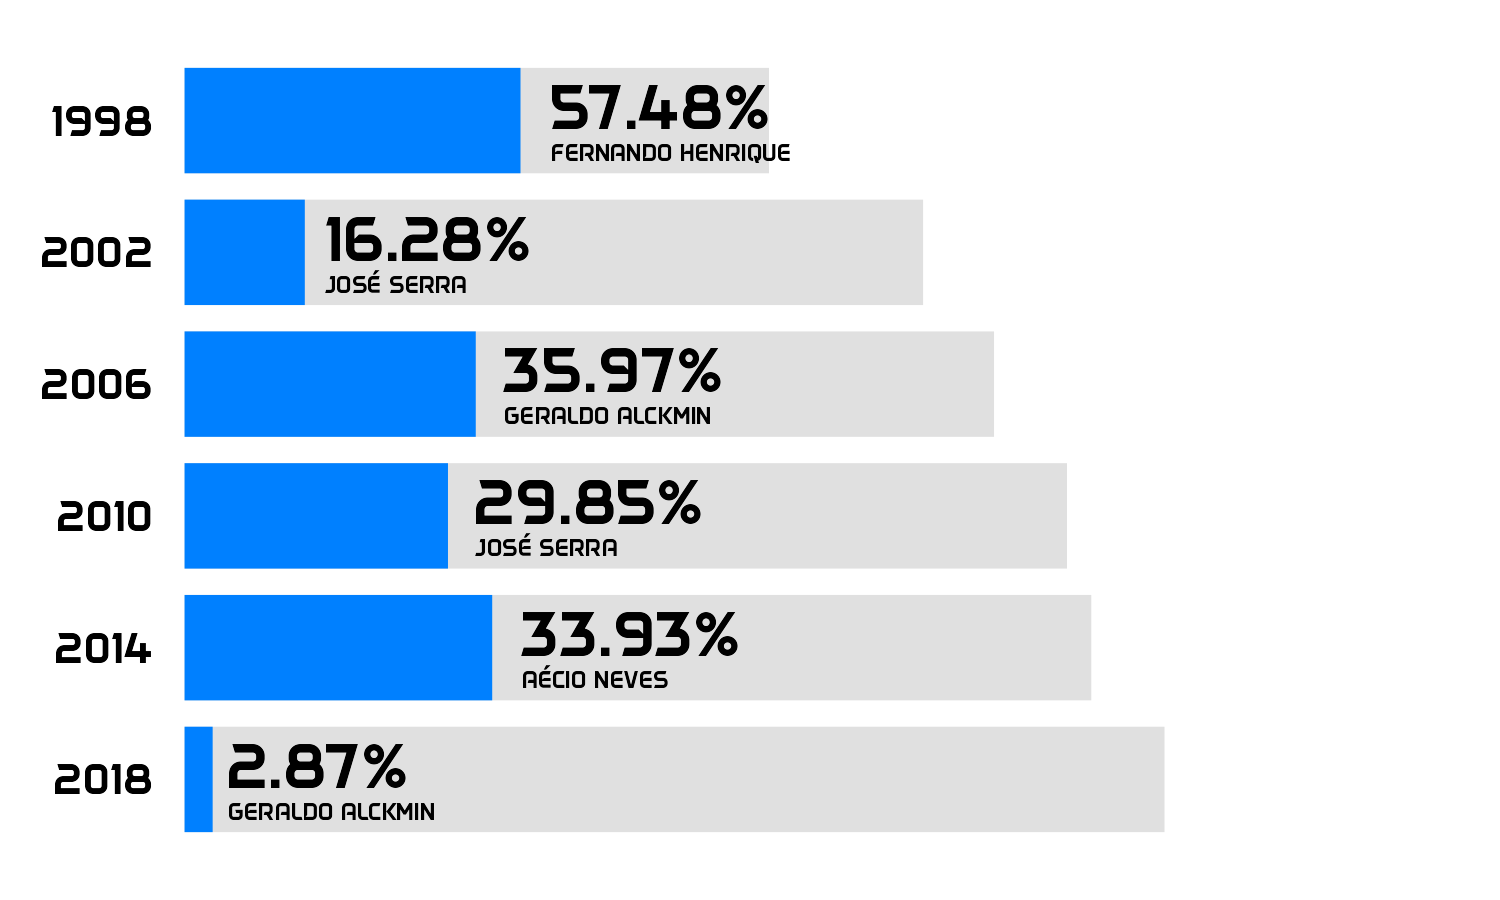 1998
57.48%
FERNANDO HENRIQUE
2002
16.28%
JOSÉ SERRA
2006
35.97%
GERALDO ALCKMIN
2010
29.85%
JOSÉ SERRA
2014
33.93%
AÉCIO NEVES
2018
2.87%
GERALDO ALCKMIN